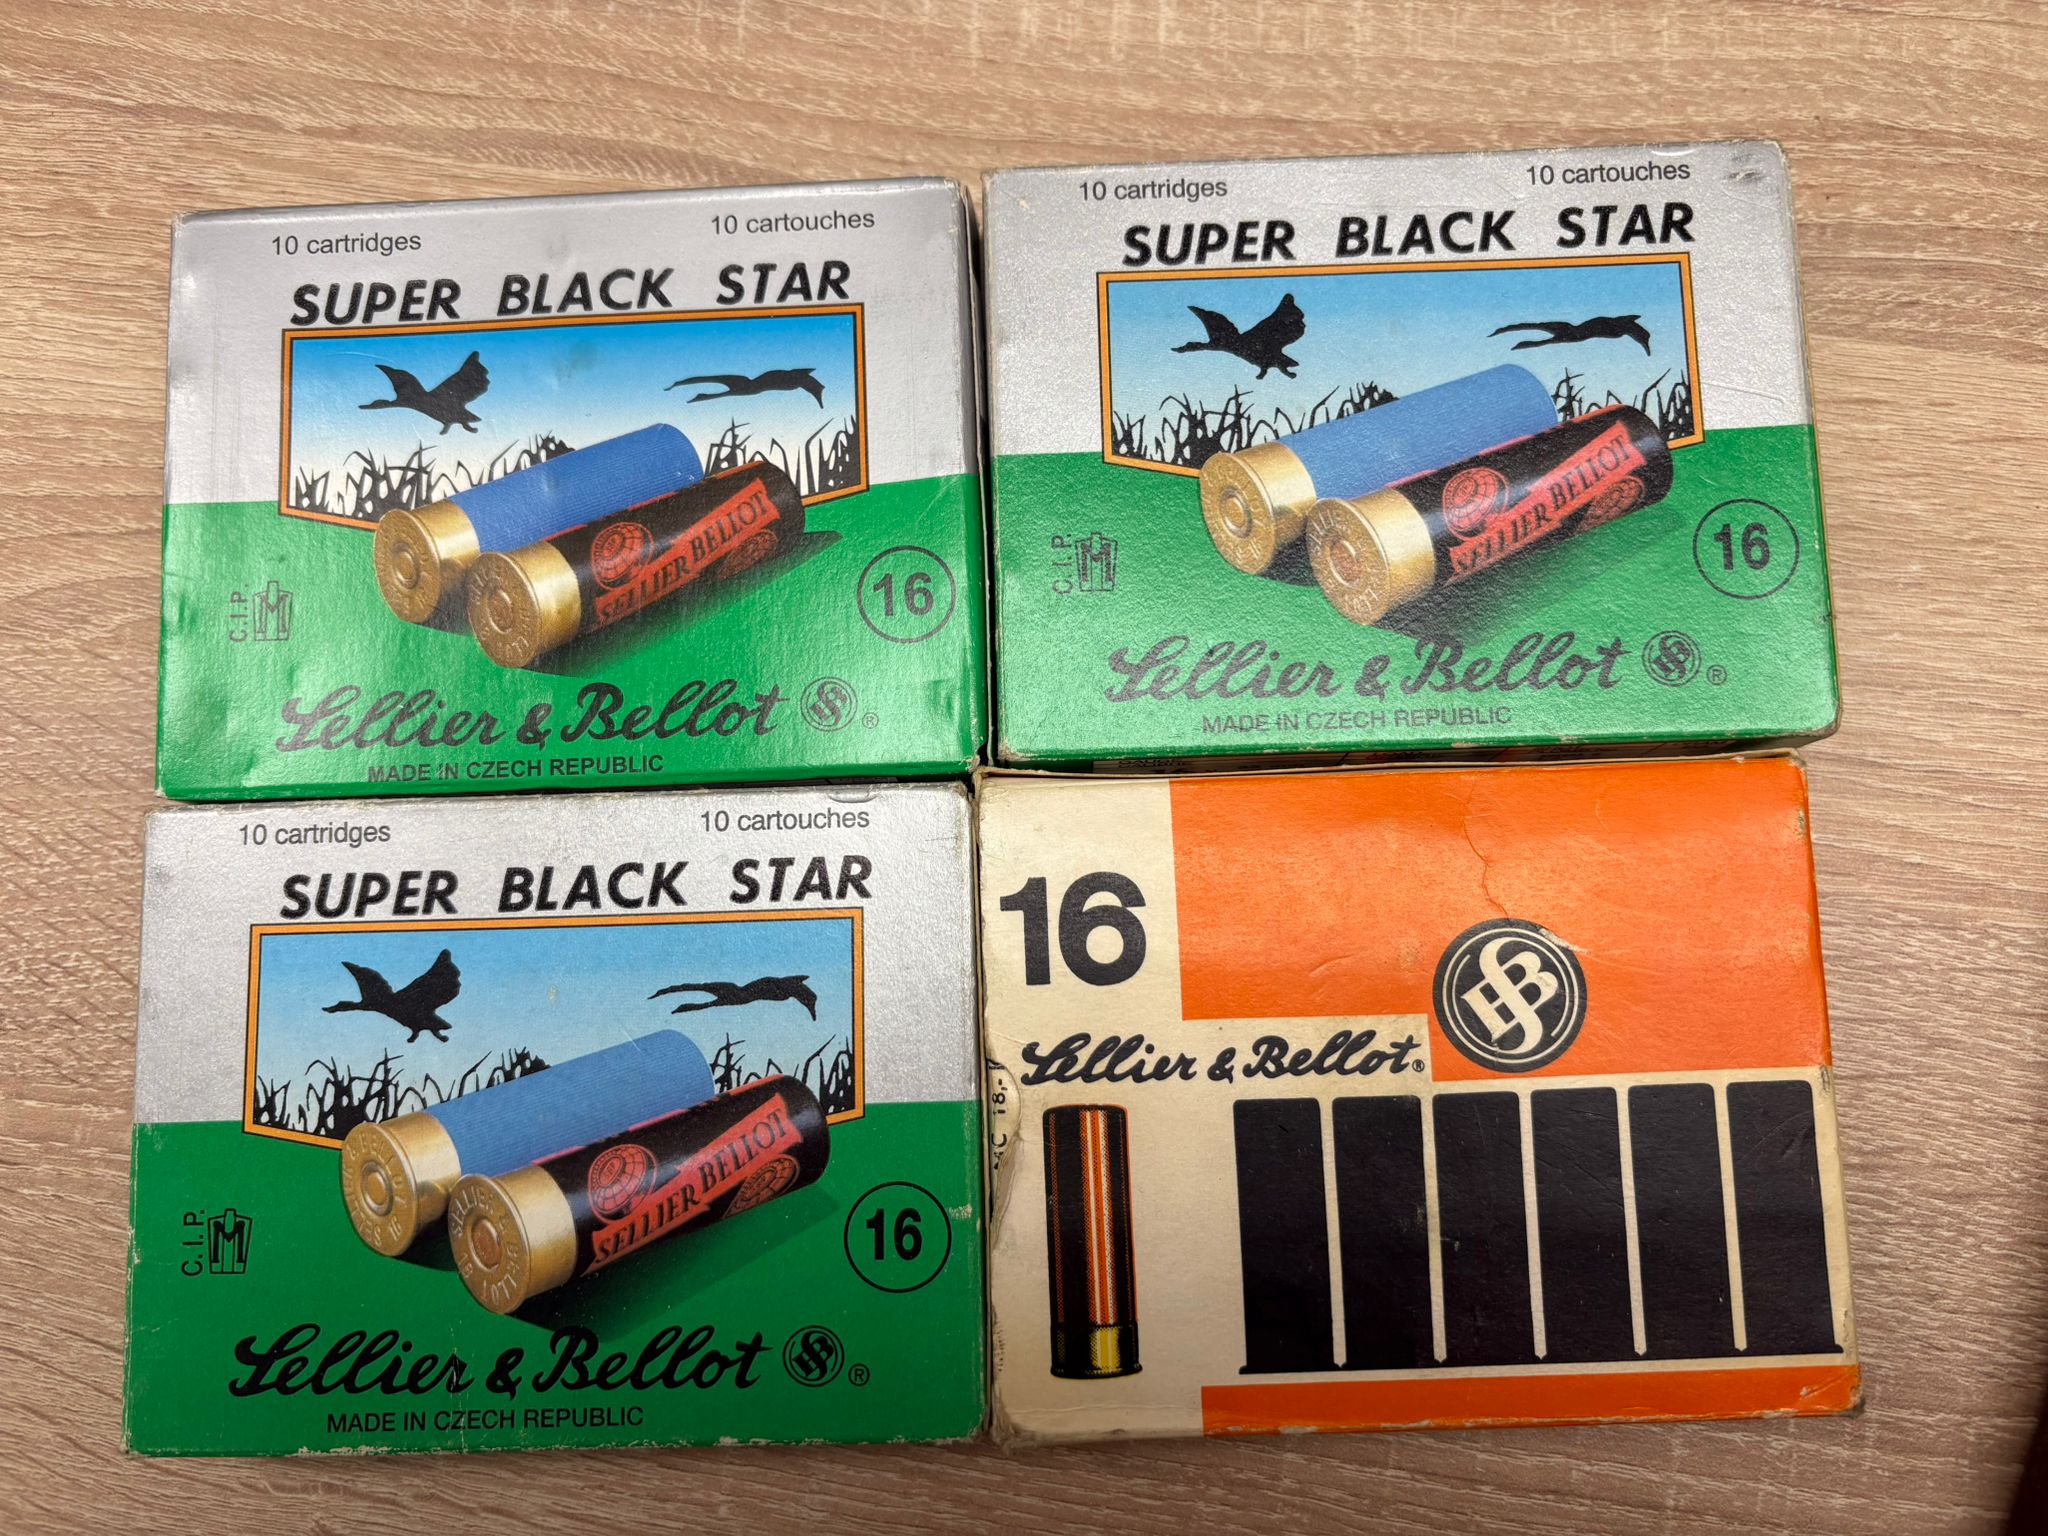 10 cartridges 10 cartouches
SUPER BLACK STAR
SELLIER BELLOT
C.I.P.
16
Lellier & Bellot ®
MADE IN CZECH REPUBLIC
10 cartridges 10 cartouches
SUPER BLACK STAR
SELLIER BELLOT
C.I.P.
16
Lellier & Bellot ®
MADE IN CZECH REPUBLIC
10 cartridges 10 cartouches
SUPER BLACK STAR
SELLIER BELLOT
C.I.P.
16
Sellier & Bellot ®
MADE IN CZECH REPUBLIC
16
Sellier & Bellot ®